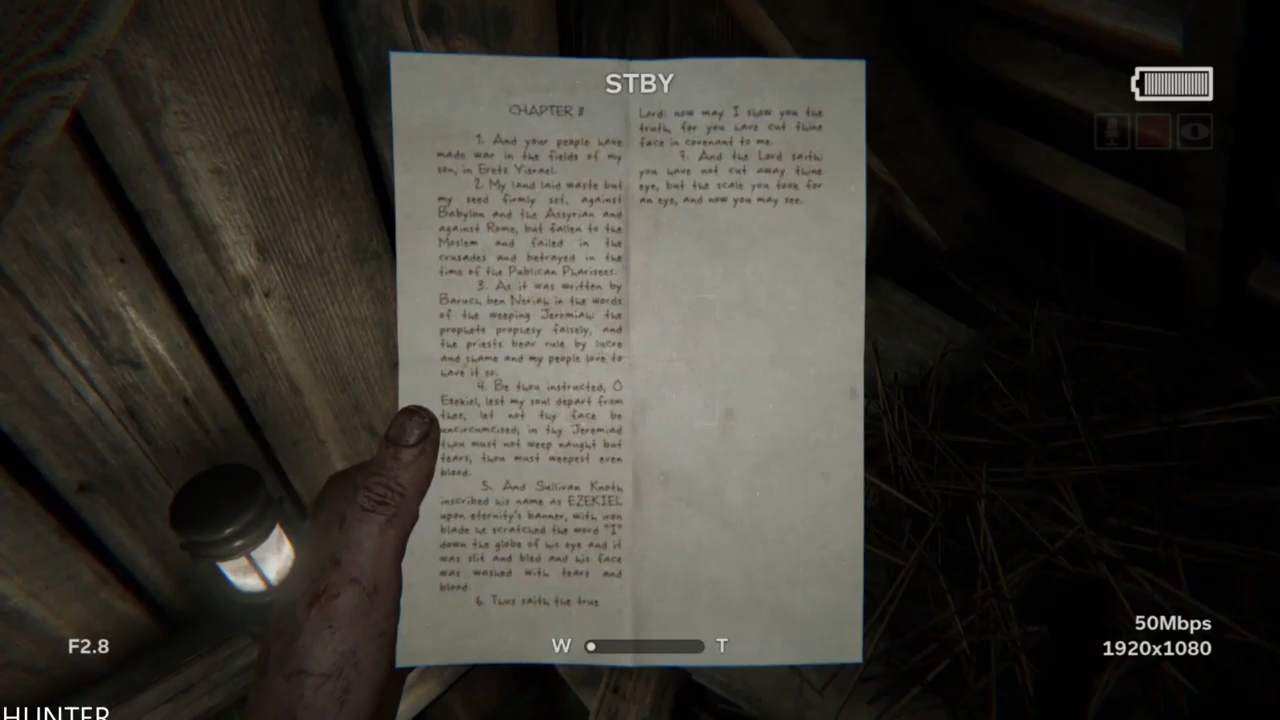 STBY
CHAPTER 3
1. And your people have
made war in the fields of my
son, in Eretz Yisrael.
2. My land laid waste but
my seed firmly set, against
Babylon and the Assyrian and
against Rome, but fallen to the
Moslem and failed in the
crusades and betrayed in the
time of the Publican Pharisees.
3. As it was written by
Baruch ben Neriah in the words
of the weeping Jeremiah: the
prophets prophesy falsely, and
the priests bear rule by lucre
and shame and my people love to
have it so.
4. Be thou instructed, O
Ezekiel, lest my soul depart from
thee, let not thy face be
uncircumcised; in thy Jeremiad
thou must not weep naught but
tears, thou must weepest even
blood.
5. And Sullivan Knoth
inscribed his name as EZEKIEL
upon eternity's banner, with iron
blade he scratched the word "I"
down the globe of his eye and it
was slit and bled and his face
was washed with tears and
blood.
6. Thus saith the true
Lord: now may I show you the
truth, for you have cut thine
face in covenant to me.
7. And the Lord saith:
you have not cut away thine
eye, but the scale you took for
an eye, and now you may see.
F2.8
W T
50Mbps
1920x1080
HUNTER